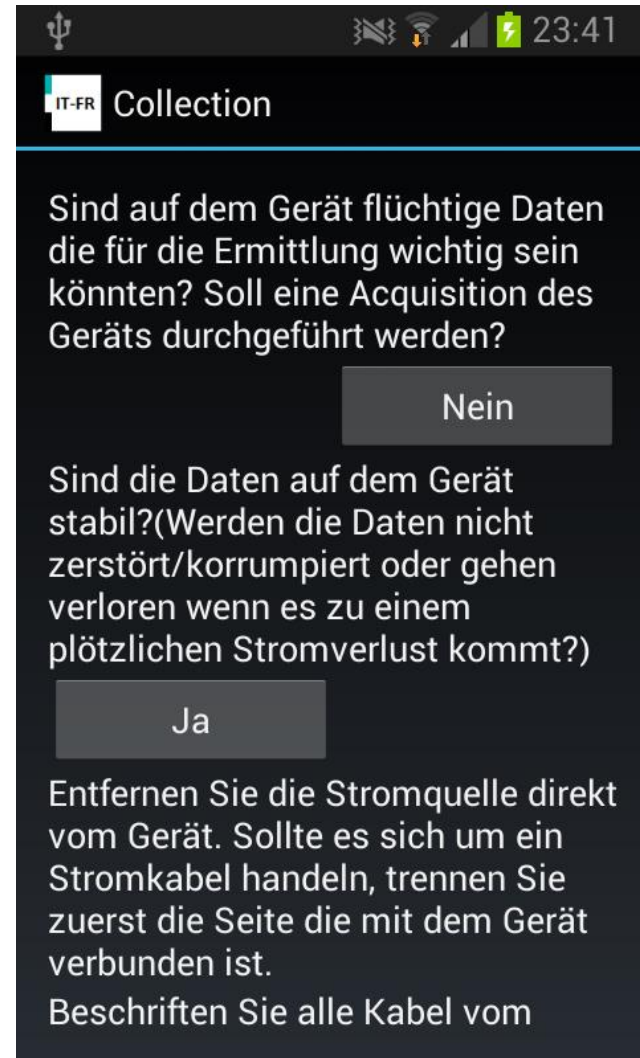 23:41
IT-FR Collection
Sind auf dem Gerät flüchtige Daten
die für die Ermittlung wichtig sein
könnten? Soll eine Acquisition des
Geräts durchgeführt werden?
Nein
Sind die Daten auf dem Gerät
stabil?(Werden die Daten nicht
zerstört/korrumpiert oder gehen
verloren wenn es zu einem
plötzlichen Stromverlust kommt?)
Ja
Entfernen Sie die Stromquelle direkt
vom Gerät. Sollte es sich um ein
Stromkabel handeln, trennen Sie
zuerst die Seite die mit dem Gerät
verbunden ist.
Beschriften Sie alle Kabel vom